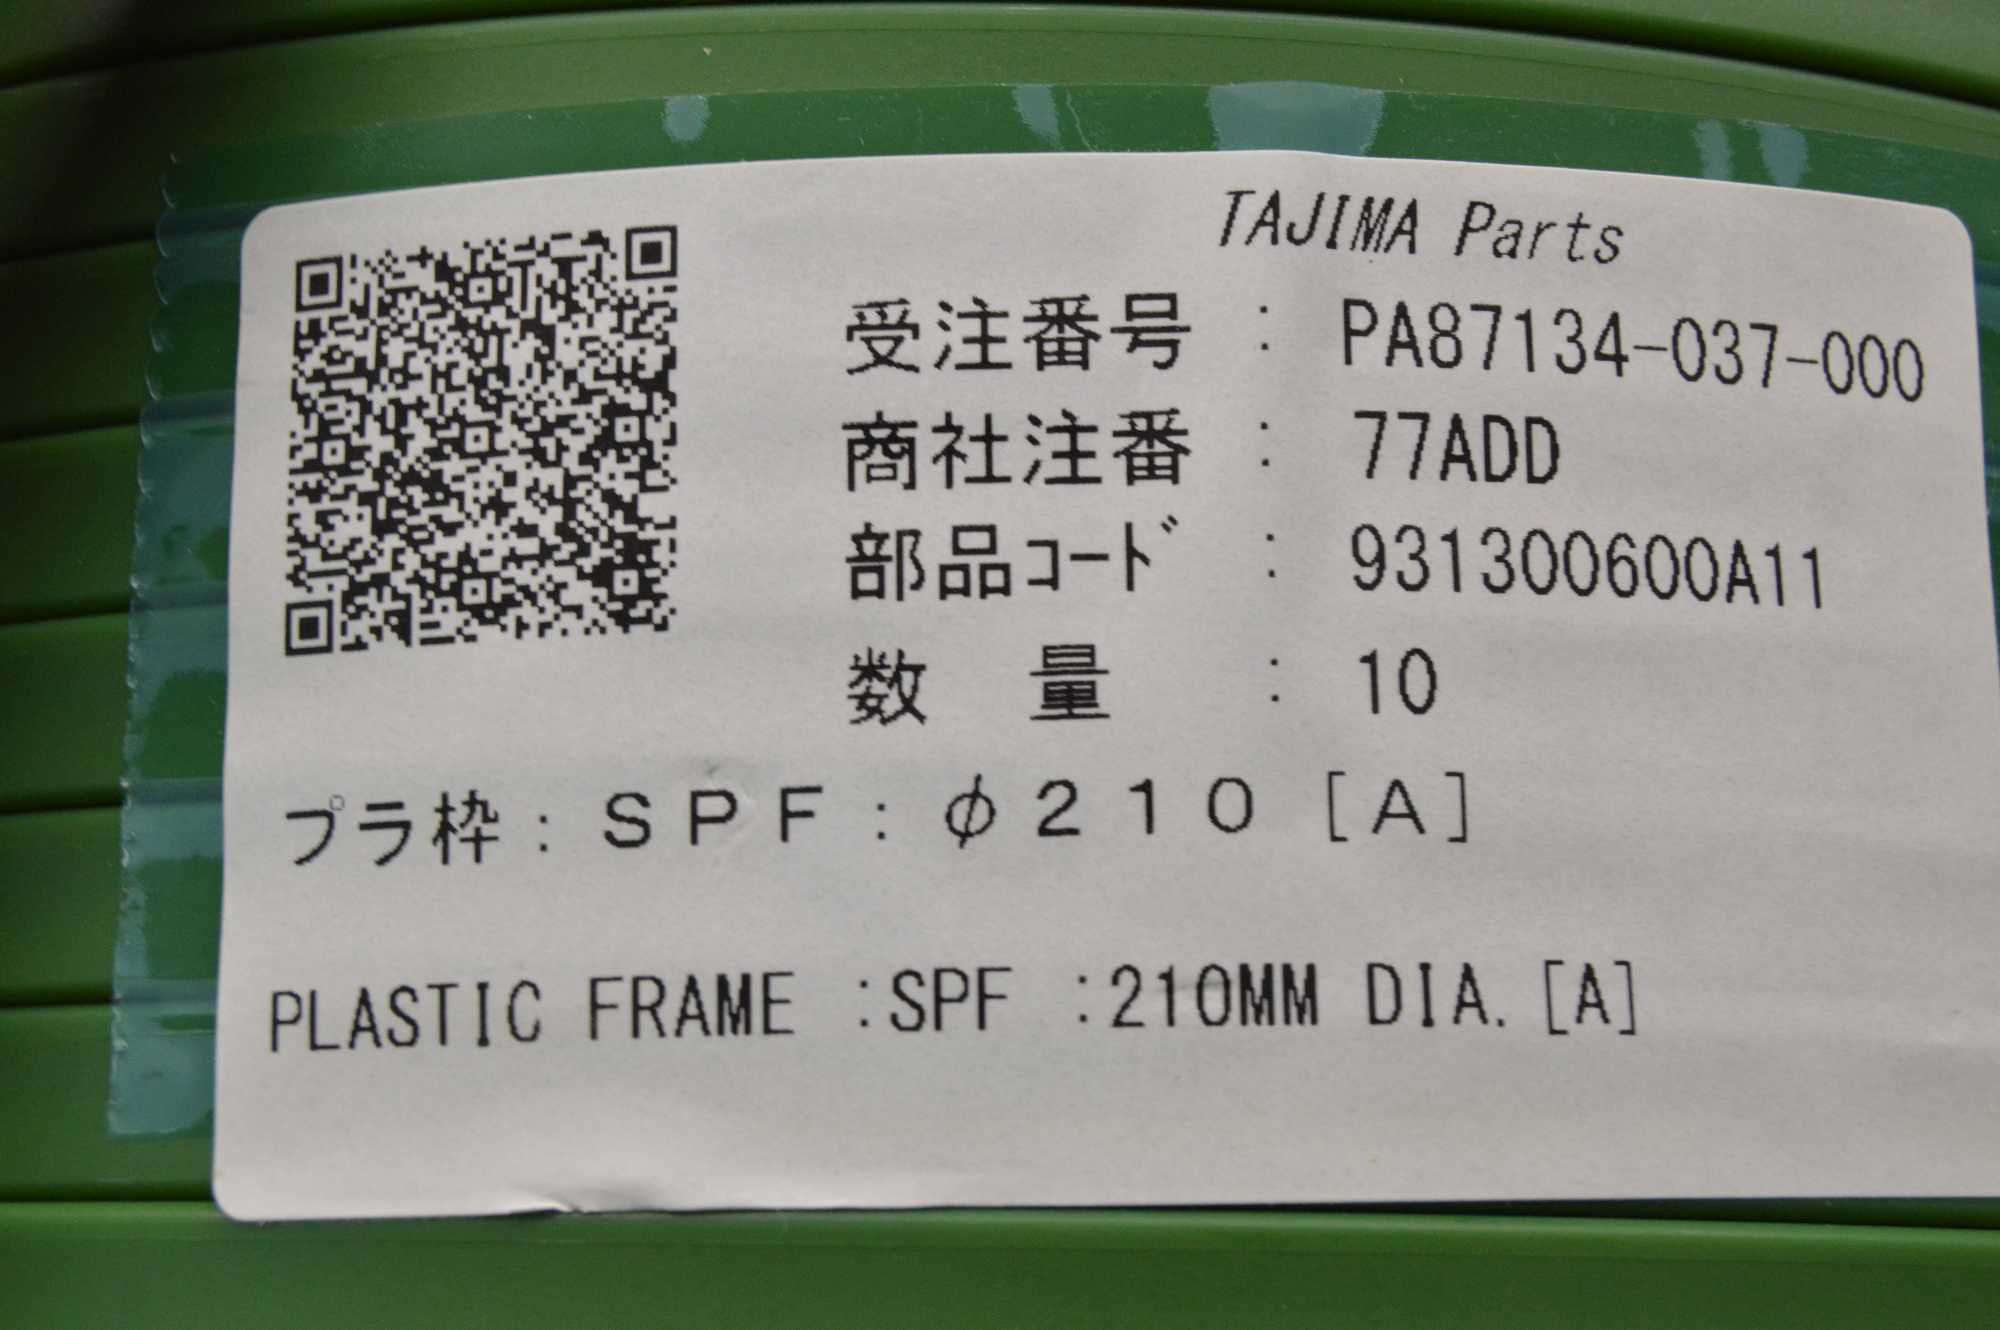 TAJIMA Parts
受注番号 : PA87134-037-000
商社注番 : 77ADD
部品ｺｰﾄﾞ : 931300600A11
数　量 : 10
プラ枠：ＳＰＦ：φ２１０［Ａ］
PLASTIC FRAME :SPF :210MM DIA.[A]